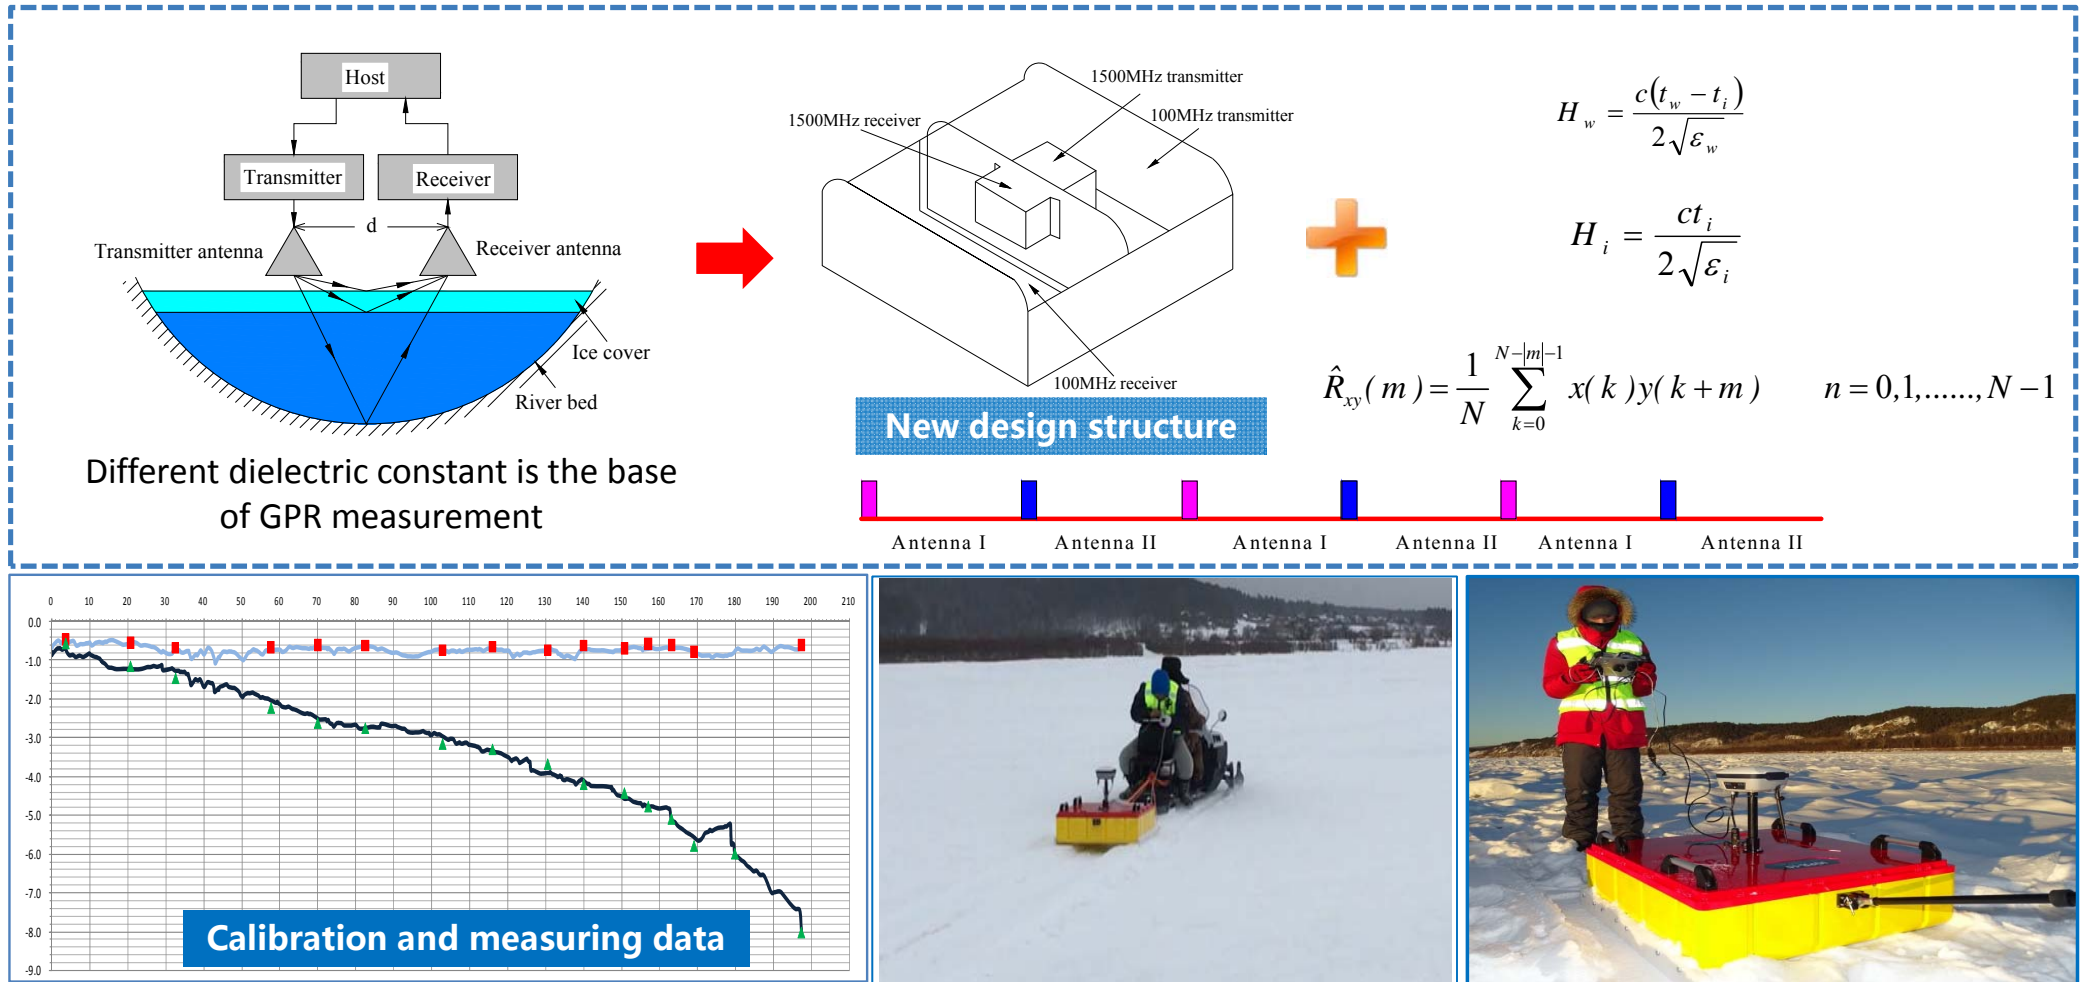 Host
Transmitter
Receiver
d
Transmitter antenna
Receiver antenna
Ice cover
River bed
Different dielectric constant is the base
of GPR measurement
1500MHz transmitter
1500MHz receiver
100MHz transmitter
100MHz receiver
New design structure
H_w = c(t_w − t_i) / 2√ε_w
H_i = ct_i / 2√ε_i
R̂_xy(m) = 1/N ∑_{k=0}^{N−|m|−1} x(k)y(k+m) n = 0,1,......,N−1
Antenna I Antenna II Antenna I Antenna II Antenna I Antenna II
0 10 20 30 40 50 60 70 80 90 100 110 120 130 140 150 160 170 180 190 200 210
0.0
-1.0
-2.0
-3.0
-4.0
-5.0
-6.0
-7.0
-8.0
-9.0
Calibration and measuring data